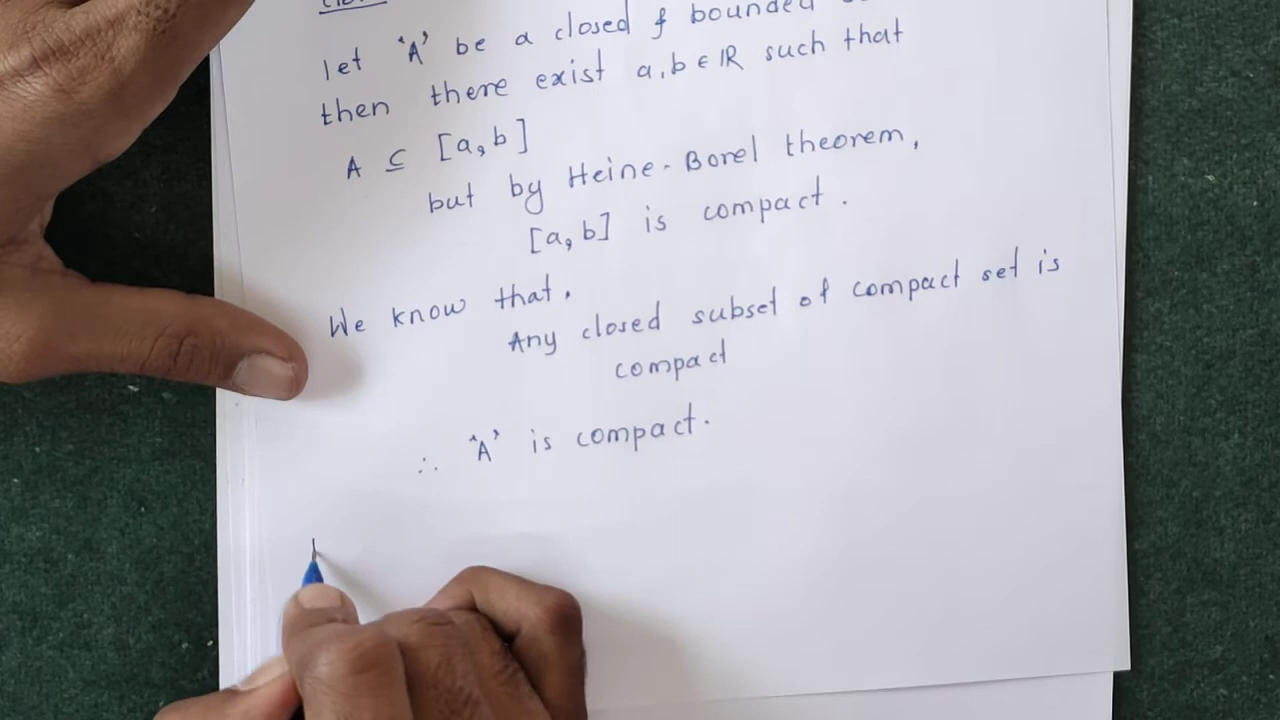 let 'A' be a closed & bounded
then there exist a,b ∈ IR such that
A ⊆ [a, b]
but by Heine-Borel theorem,
[a, b] is compact.
We know that,
Any closed subset of compact set is
compact
∴ 'A' is compact.